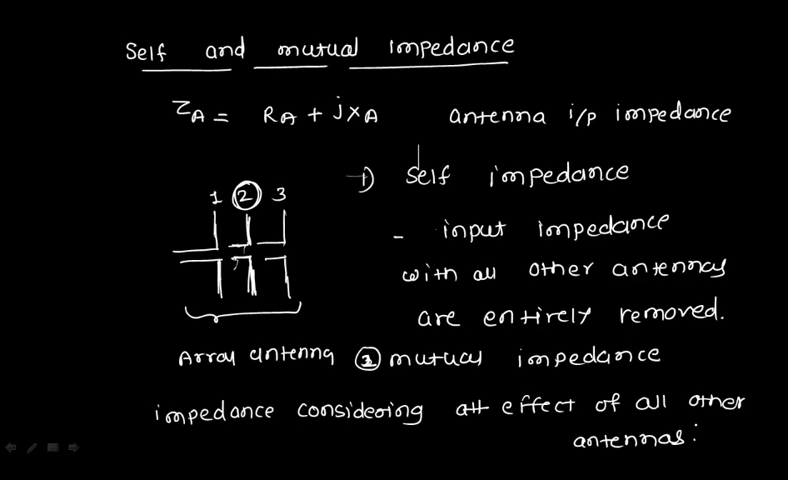 Self and mutual Impedance
ZA = RA + jXA antenna i/p impedance
1) Self impedance
1 2 3
- input impedance
with all other antennas
are entirely removed.
Array antenna 2 mutual impedance
impedance considering effect of all other
antennas: